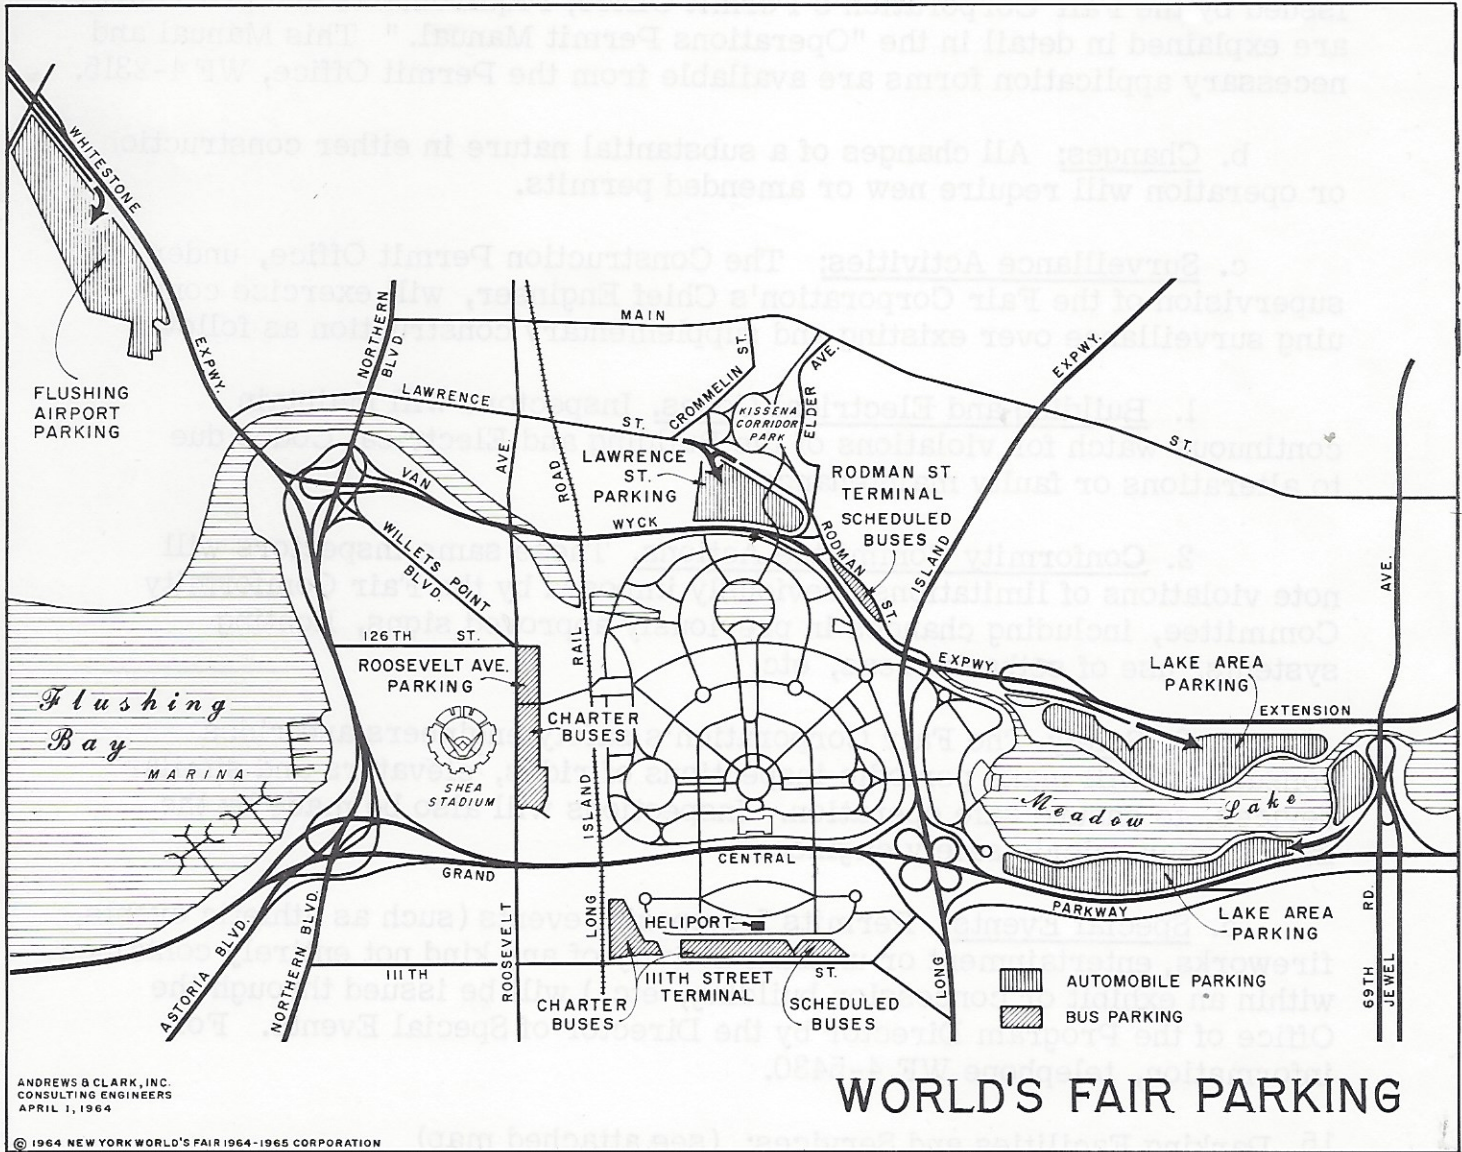 WHITESTONE
EXPWY.
FLUSHING
AIRPORT
PARKING
NORTHERN
BLVD.
MAIN
ST.
LAWRENCE
ST.
CROMMELIN ST.
KISSENA
CORRIDOR
PARK
ELDER AVE.
EXPWY.
ISLAND
LONG
LAWRENCE
ST.
PARKING
RODMAN ST.
TERMINAL
SCHEDULED
BUSES
RODMAN
ST.
AVE.
ROAD
RAIL
ISLAND
LONG
VAN
WYCK
EXPWY.
EXTENSION
WILLETS POINT
BLVD.
126TH ST.
ROOSEVELT AVE.
PARKING
CHARTER
BUSES
SHEA
STADIUM
Flushing
Bay
MARINA
LAKE AREA
PARKING
Meadow Lake
AVE.
GRAND
CENTRAL
PARKWAY
LAKE AREA
PARKING
RD.
69TH
JEWEL
HELIPORT
ASTORIA BLVD.
NORTHERN BLVD.
111TH
ST.
ROOSEVELT
111TH STREET
TERMINAL
CHARTER
BUSES
SCHEDULED
BUSES
AUTOMOBILE PARKING
BUS PARKING
WORLD'S FAIR PARKING
ANDREWS & CLARK, INC.
CONSULTING ENGINEERS
APRIL 1, 1964
© 1964 NEW YORK WORLD'S FAIR 1964-1965 CORPORATION